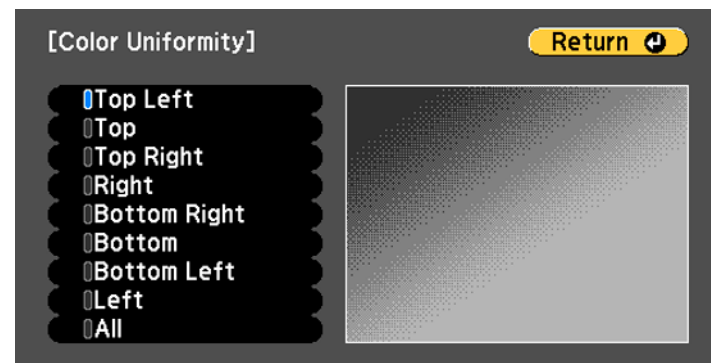 [Color Uniformity]
Return
Top Left
Top
Top Right
Right
Bottom Right
Bottom
Bottom Left
Left
All